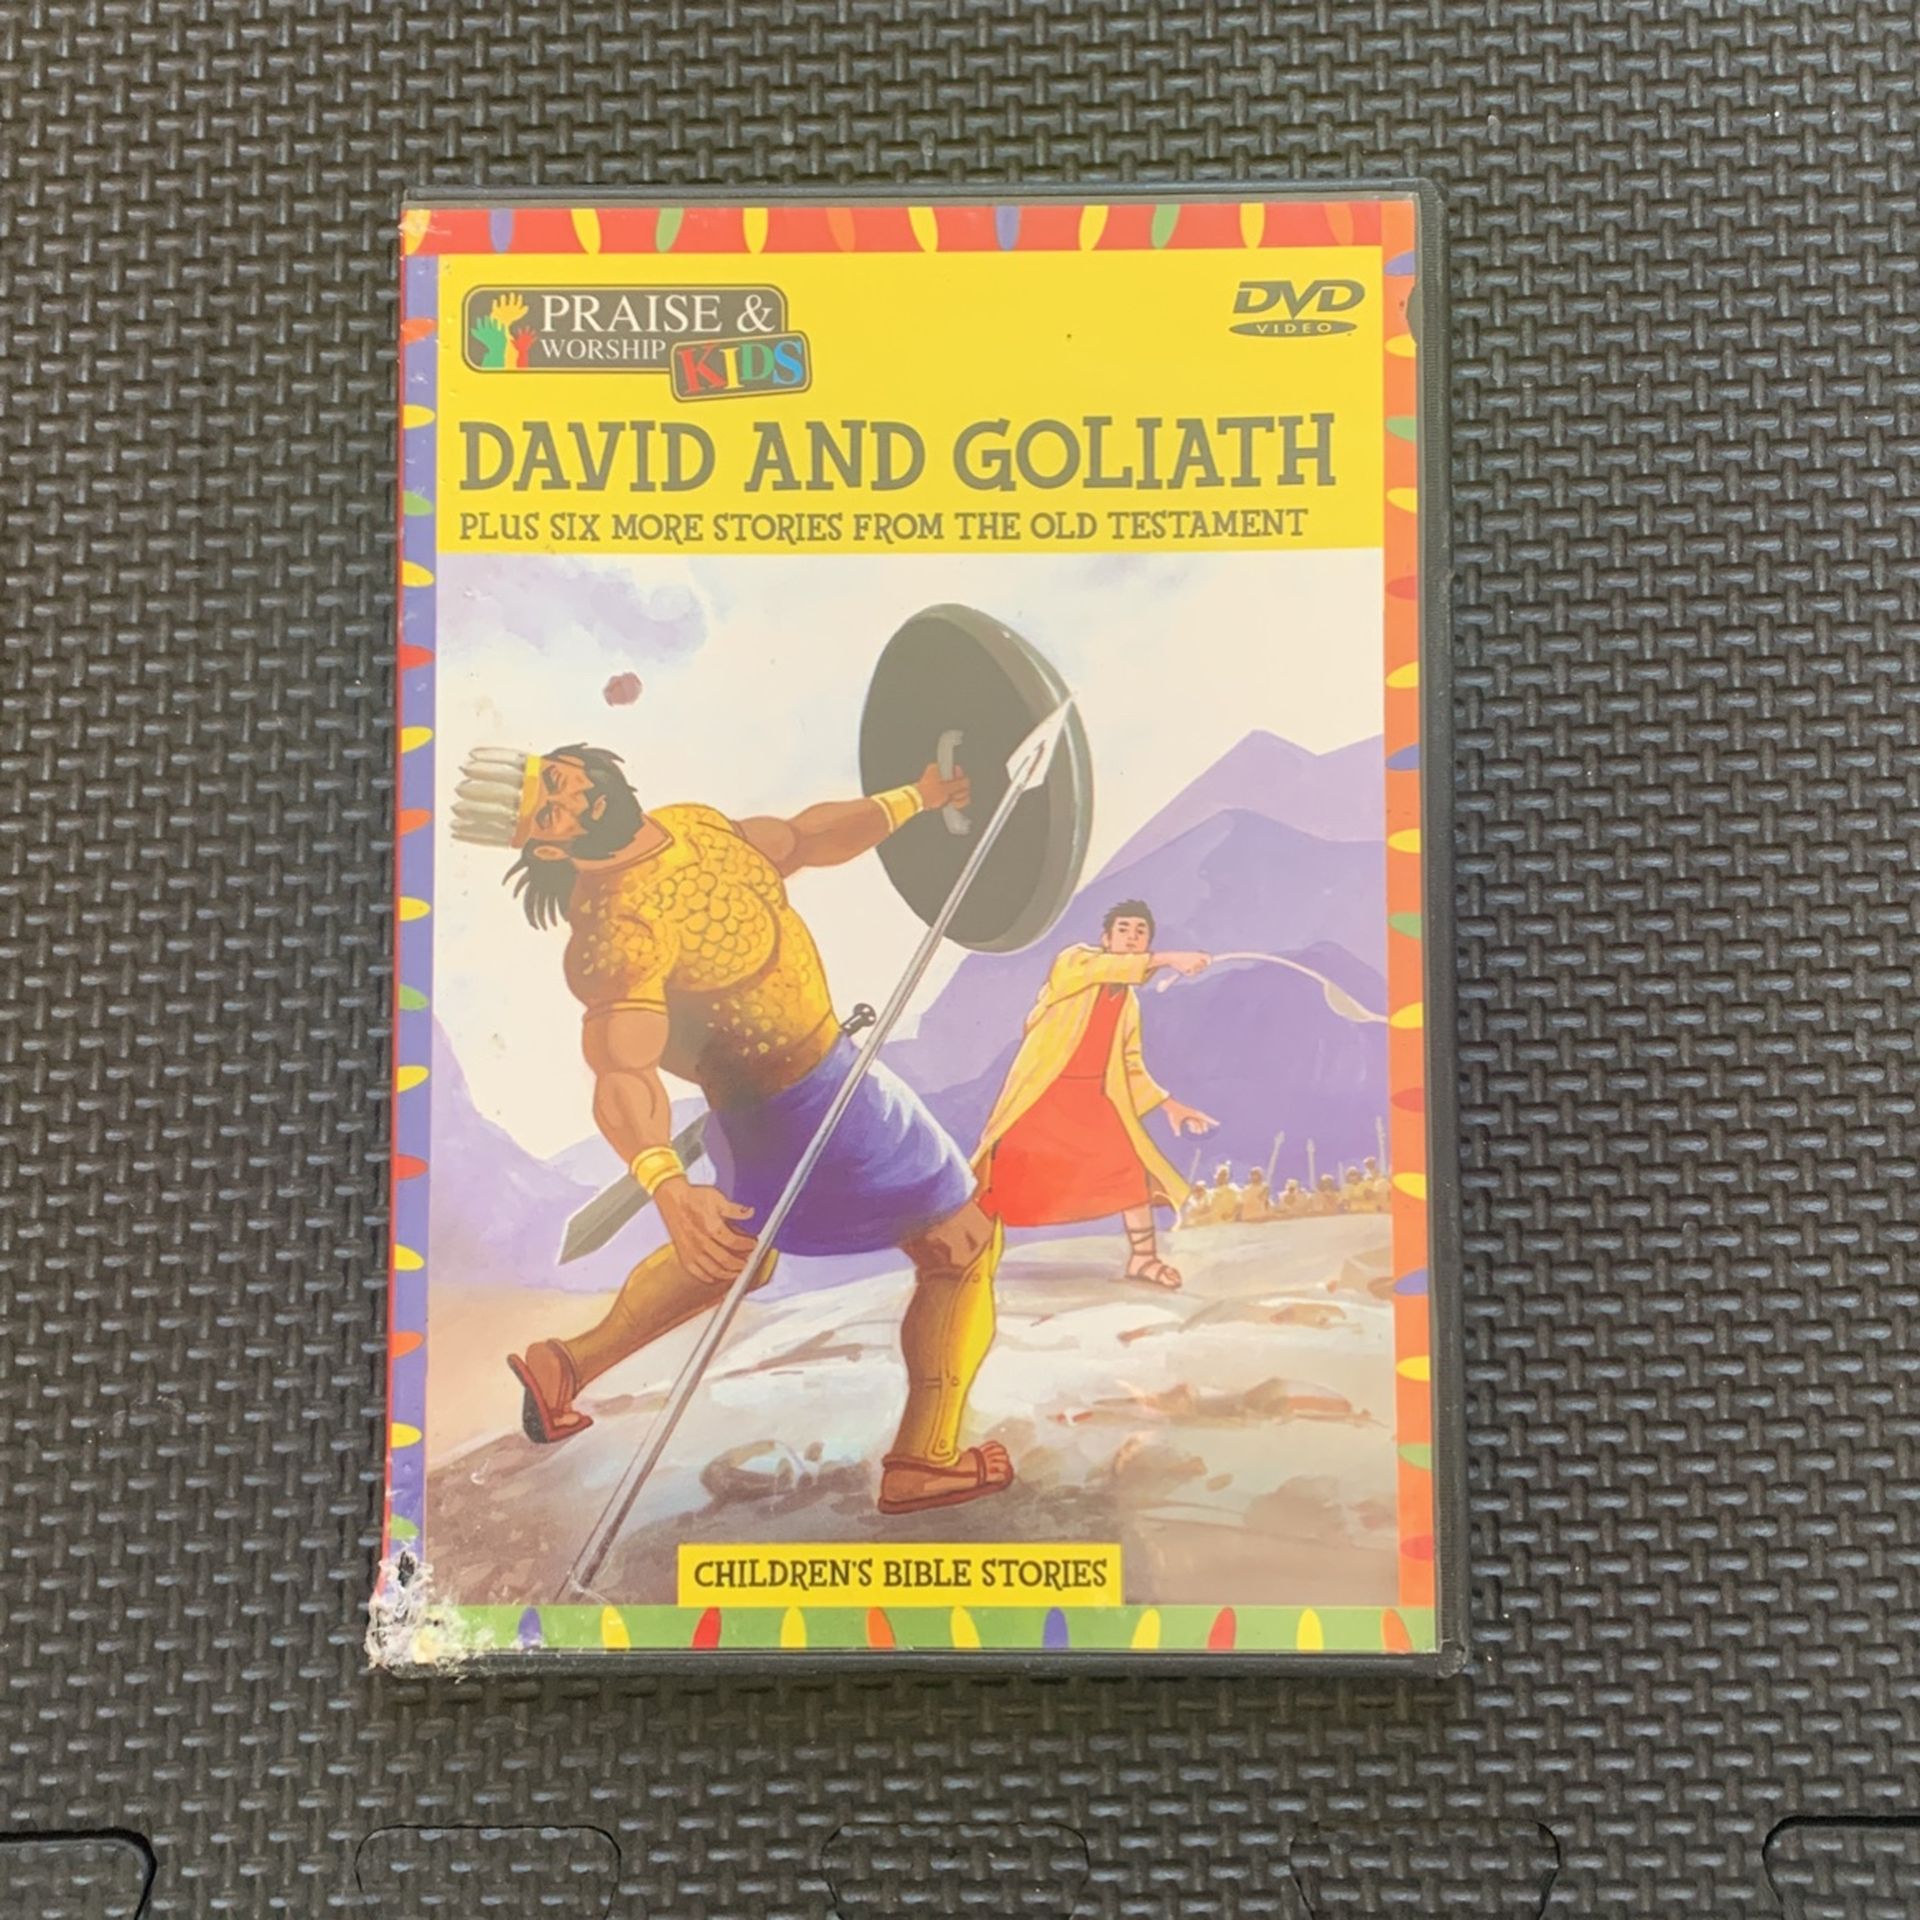 PRAISE &
WORSHIP KIDS
DVD
VIDEO
DAVID AND GOLIATH
PLUS SIX MORE STORIES FROM THE OLD TESTAMENT
CHILDREN'S BIBLE STORIES